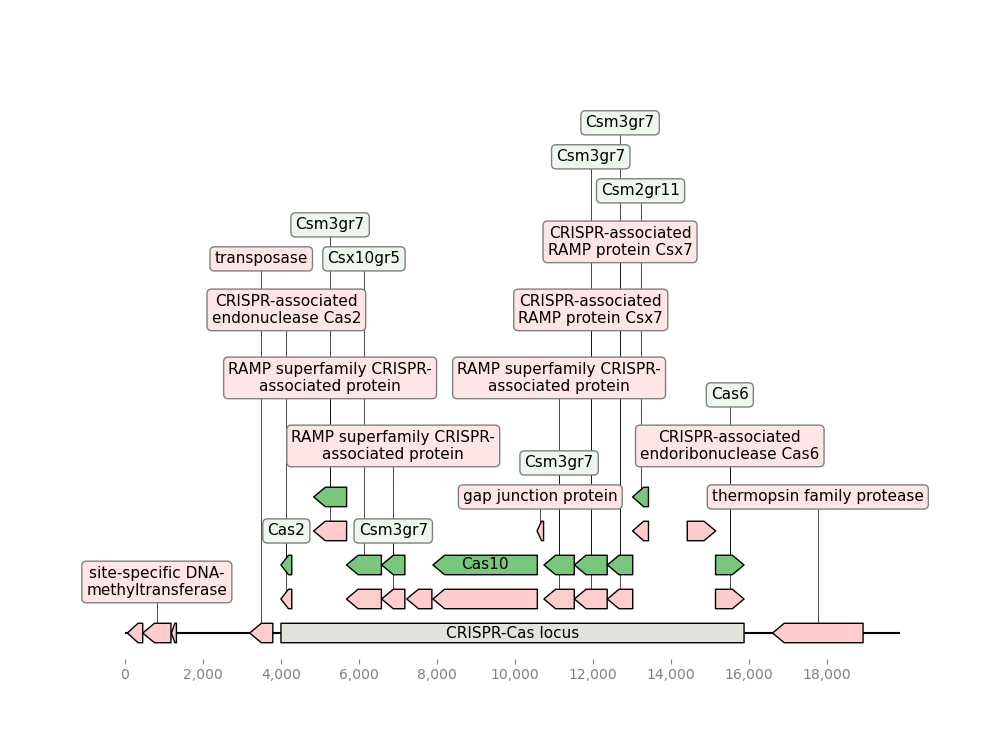 Csm3gr7
Csm3gr7
Csm2gr11
Csm3gr7
CRISPR-associated
RAMP protein Csx7
transposase
Csx10gr5
CRISPR-associated
endonuclease Cas2
CRISPR-associated
RAMP protein Csx7
RAMP superfamily CRISPR-
associated protein
RAMP superfamily CRISPR-
associated protein
Cas6
RAMP superfamily CRISPR-
associated protein
CRISPR-associated
endoribonuclease Cas6
Csm3gr7
gap junction protein
thermopsin family protease
Cas2
Csm3gr7
Cas10
site-specific DNA-
methyltransferase
CRISPR-Cas locus
0
2,000
4,000
6,000
8,000
10,000
12,000
14,000
16,000
18,000